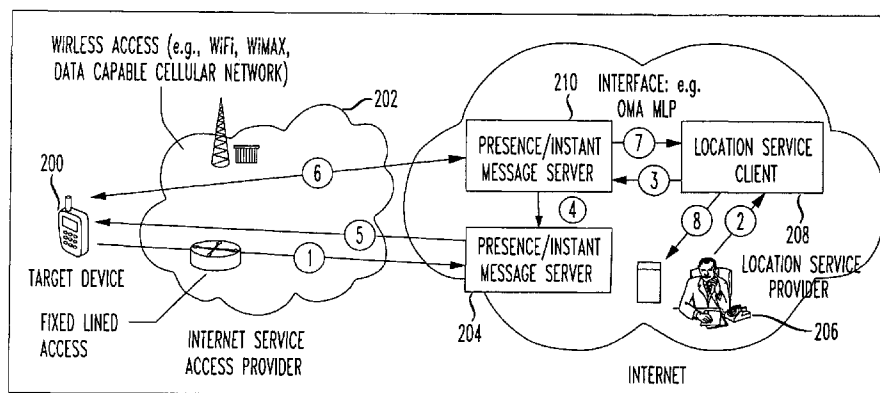 WIRLESS ACCESS (e.g., WiFi, WiMAX,
DATA CAPABLE CELLULAR NETWORK)
202
200
TARGET DEVICE
FIXED LINED
ACCESS
INTERNET SERVICE
ACCESS PROVIDER
6
5
1
210
INTERFACE: e.g.
OMA MLP
PRESENCE/INSTANT
MESSAGE SERVER
7
3
LOCATION SERVICE
CLIENT
4
8
2
208
PRESENCE/INSTANT
MESSAGE SERVER
204
LOCATION SERVICE
PROVIDER
206
INTERNET